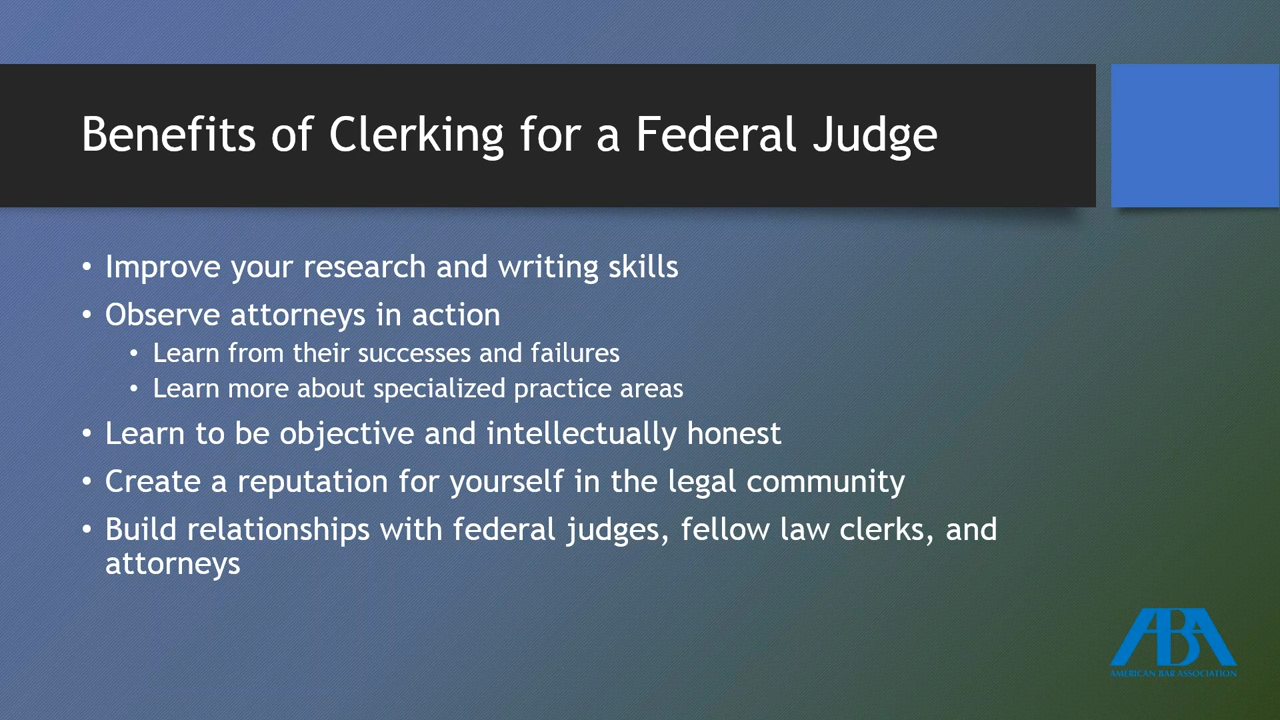 Benefits of Clerking for a Federal Judge
• Improve your research and writing skills
• Observe attorneys in action
• Learn from their successes and failures
• Learn more about specialized practice areas
• Learn to be objective and intellectually honest
• Create a reputation for yourself in the legal community
• Build relationships with federal judges, fellow law clerks, and
attorneys
ABA
AMERICAN BAR ASSOCIATION